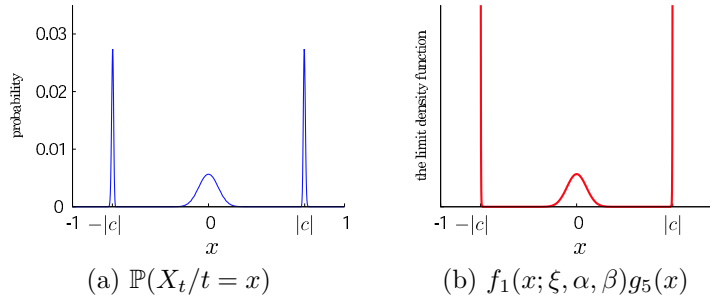 probability
0.03
0.02
0.01
0
-1
−|c|
0
|c|
1
x
(a) ℙ(X_t/t = x)
the limit density function
-1
−|c|
0
|c|
1
x
(b) f_1(x; ξ, α, β)g_5(x)